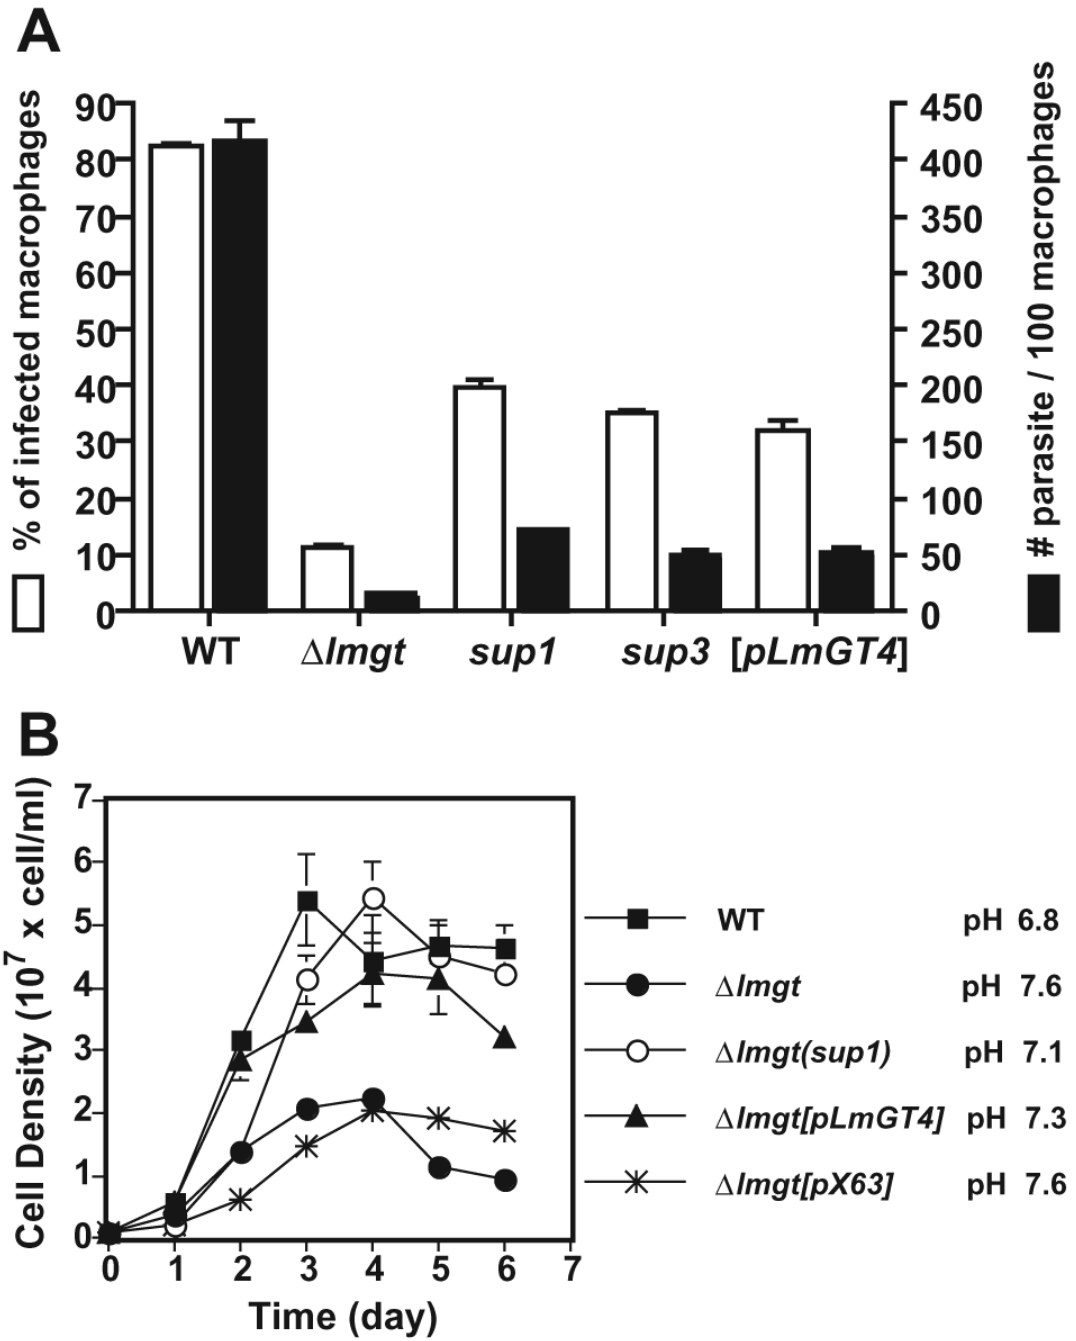 A
% of infected macrophages
90
80
70
60
50
40
30
20
10
0
450
400
350
300
250
200
150
100
50
0
# parasite / 100 macrophages
WT Δlmgt sup1 sup3 [pLmGT4]
B
Cell Density (10⁷ x cell/ml)
7
6
5
4
3
2
1
0
0 1 2 3 4 5 6 7
Time (day)
WT pH 6.8
Δlmgt pH 7.6
Δlmgt(sup1) pH 7.1
Δlmgt[pLmGT4] pH 7.3
Δlmgt[pX63] pH 7.6